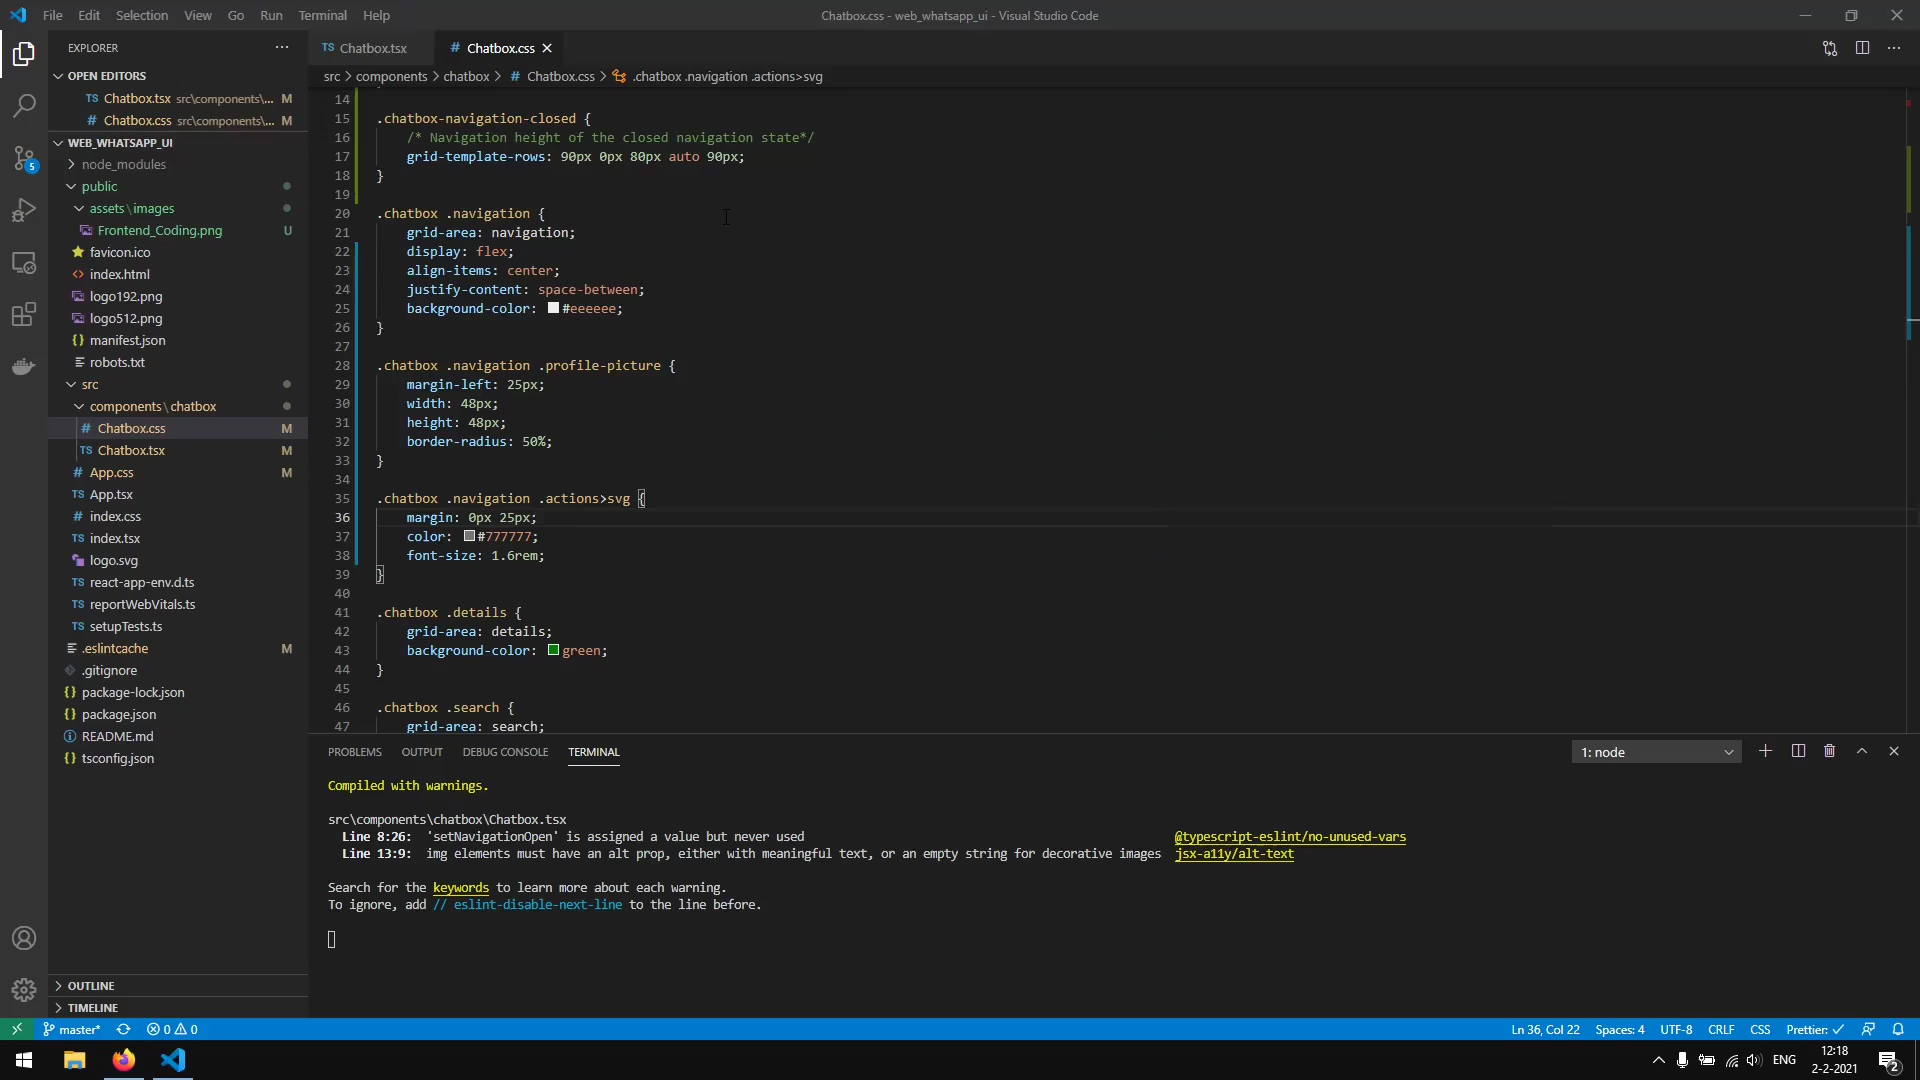 File Edit Selection View Go Run Terminal Help
Chatbox.css - web_whatsapp_ui - Visual Studio Code
EXPLORER
OPEN EDITORS
TS Chatbox.tsx src\components\... M
# Chatbox.css src\components\... M
WEB_WHATSAPP_UI
node_modules
public
assets\images
Frontend_Coding.png U
favicon.ico
index.html
logo192.png
logo512.png
manifest.json
robots.txt
src
components\chatbox
# Chatbox.css M
TS Chatbox.tsx M
# App.css M
TS App.tsx
# index.css
TS index.tsx
logo.svg
TS react-app-env.d.ts
TS reportWebVitals.ts
TS setupTests.ts
.eslintcache M
.gitignore
{} package-lock.json
{} package.json
README.md
{} tsconfig.json
OUTLINE
TIMELINE
5
TS Chatbox.tsx # Chatbox.css
src > components > chatbox > # Chatbox.css > .chatbox .navigation .actions>svg
14
15 .chatbox-navigation-closed {
16 /* Navigation height of the closed navigation state*/
17 grid-template-rows: 90px 0px 80px auto 90px;
18 }
19
20 .chatbox .navigation {
21 grid-area: navigation;
22 display: flex;
23 align-items: center;
24 justify-content: space-between;
25 background-color: #eeeeee;
26 }
27
28 .chatbox .navigation .profile-picture {
29 margin-left: 25px;
30 width: 48px;
31 height: 48px;
32 border-radius: 50%;
33 }
34
35 .chatbox .navigation .actions>svg {
36 margin: 0px 25px;
37 color: #777777;
38 font-size: 1.6rem;
39 }
40
41 .chatbox .details {
42 grid-area: details;
43 background-color: green;
44 }
45
46 .chatbox .search {
47 grid-area: search;
PROBLEMS OUTPUT DEBUG CONSOLE TERMINAL
1: node
Compiled with warnings.
src\components\chatbox\Chatbox.tsx
Line 8:26: 'setNavigationOpen' is assigned a value but never used @typescript-eslint/no-unused-vars
Line 13:9: img elements must have an alt prop, either with meaningful text, or an empty string for decorative images jsx-a11y/alt-text
Search for the keywords to learn more about each warning.
To ignore, add // eslint-disable-next-line to the line before.
master* 0 0
Ln 36, Col 22 Spaces: 4 UTF-8 CRLF CSS Prettier: ✓
ENG
12:18
2-2-2021
2